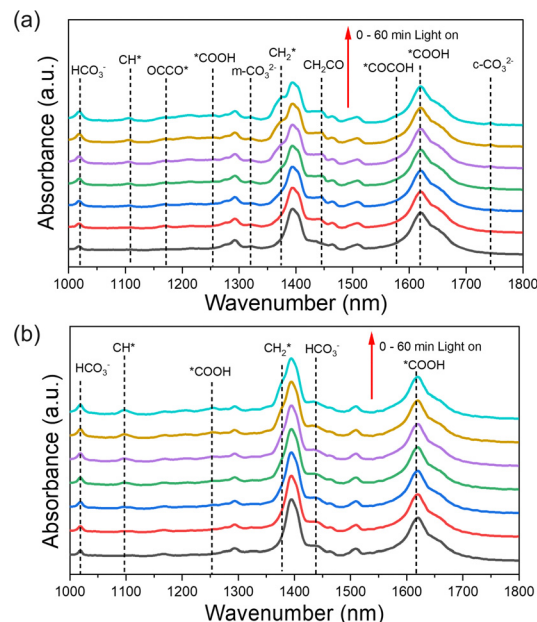 (a)
0 - 60 min Light on
HCO₃⁻
CH*
OCCO*
*COOH
m-CO₃²⁻
CH₂*
CH₂CO
*COCOH
*COOH
c-CO₃²⁻
Absorbance (a.u.)
1000 1100 1200 1300 1400 1500 1600 1700 1800
Wavenumber (nm)
(b)
0 - 60 min Light on
HCO₃⁻
CH*
*COOH
CH₂*
HCO₃⁻
*COOH
Absorbance (a.u.)
1000 1100 1200 1300 1400 1500 1600 1700 1800
Wavenumber (nm)